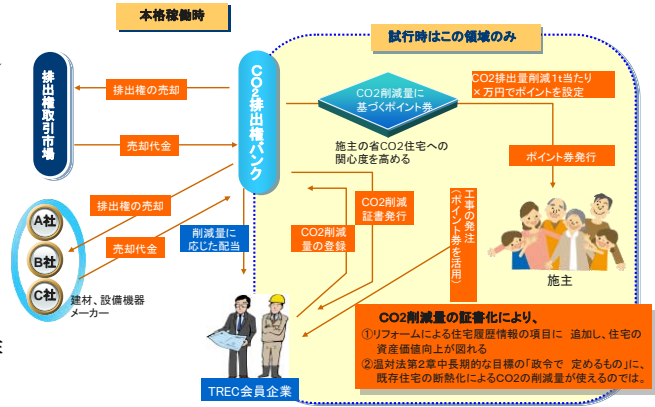 本格稼働時
試行時はこの領域のみ
排出権取引市場
排出権の売却
売却代金
CO2排出権バンク
CO2削減量に
基づくポイント券
施主の省CO2住宅への
関心度を高める
CO2排出量削減1t当たり
×万円でポイントを設定
ポイント券発行
施主
排出権の売却
売却代金
A社
B社
C社
建材、設備機器
メーカー
削減量に
応じた配当
CO2削減
量の登録
CO2削減
証書発行
工事の発注
(ポイント券を活用)
TREC会員企業
CO2削減量の証書化により、
①リフォームによる住宅履歴情報の項目に 追加し、住宅の
資産価値向上が図れる
②温対法第2章中長期的な目標の「政令で 定めるもの」に、
既存住宅の断熱化によるCO2の削減量が使えるのでは。